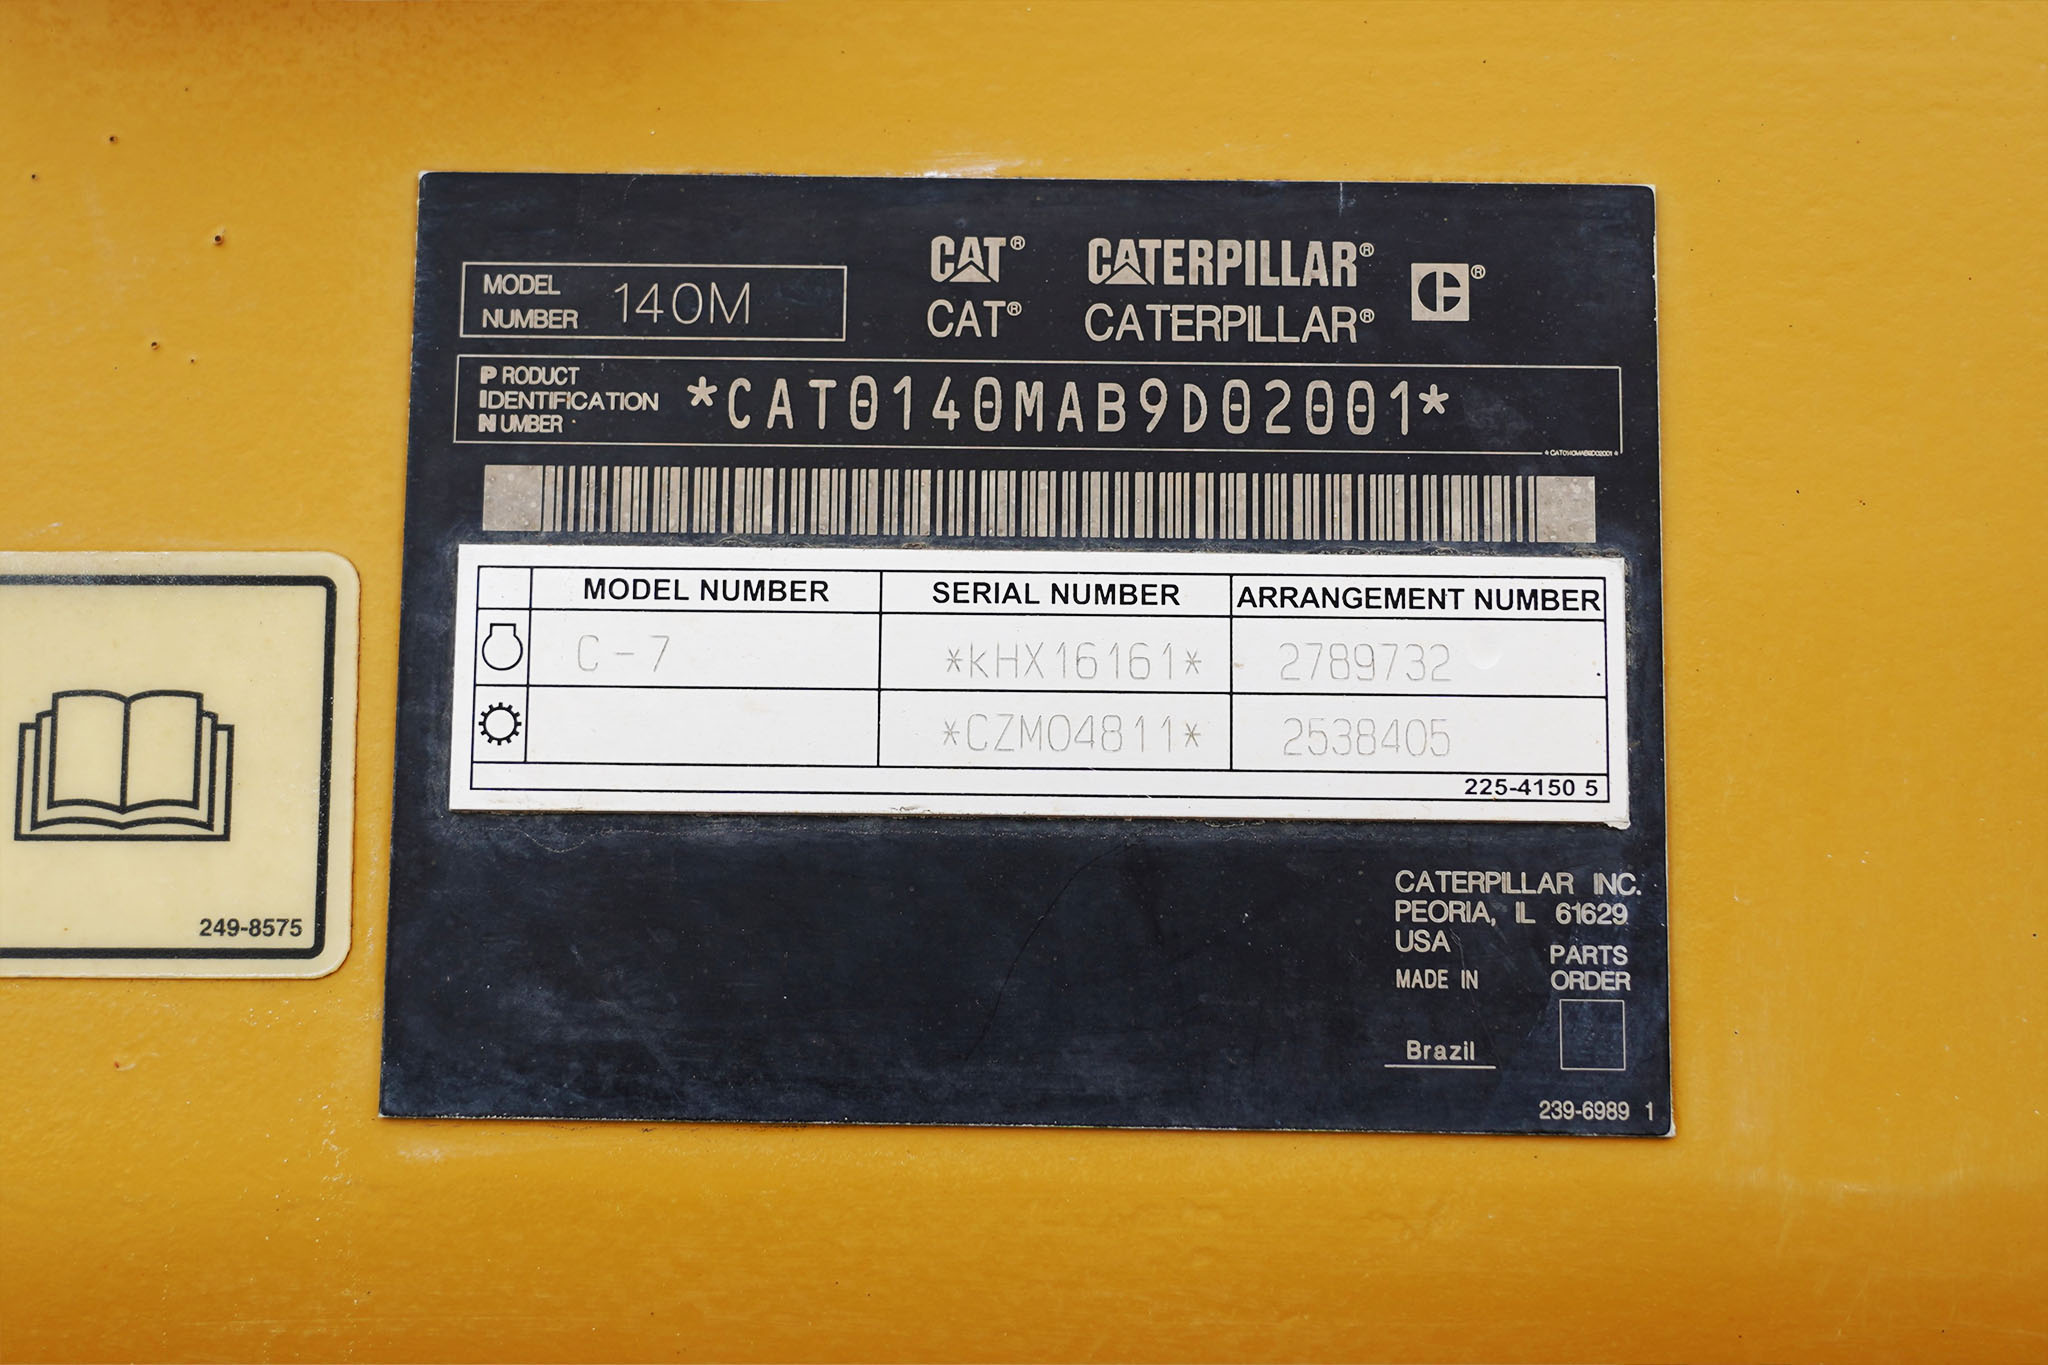 MODEL
NUMBER 140M
CAT® CATERPILLAR® C®
CAT® CATERPILLAR®
PRODUCT
IDENTIFICATION
NUMBER
*CAT0140MAB9D02001*
*CAT0140MAB9D02001*
MODEL NUMBER SERIAL NUMBER ARRANGEMENT NUMBER
C-7 *kHX16161* 2789732
*CZM04811* 2538405
225-4150 5
CATERPILLAR INC.
PEORIA, IL 61629
USA
MADE IN
Brazil
PARTS
ORDER
239-6989 1
249-8575